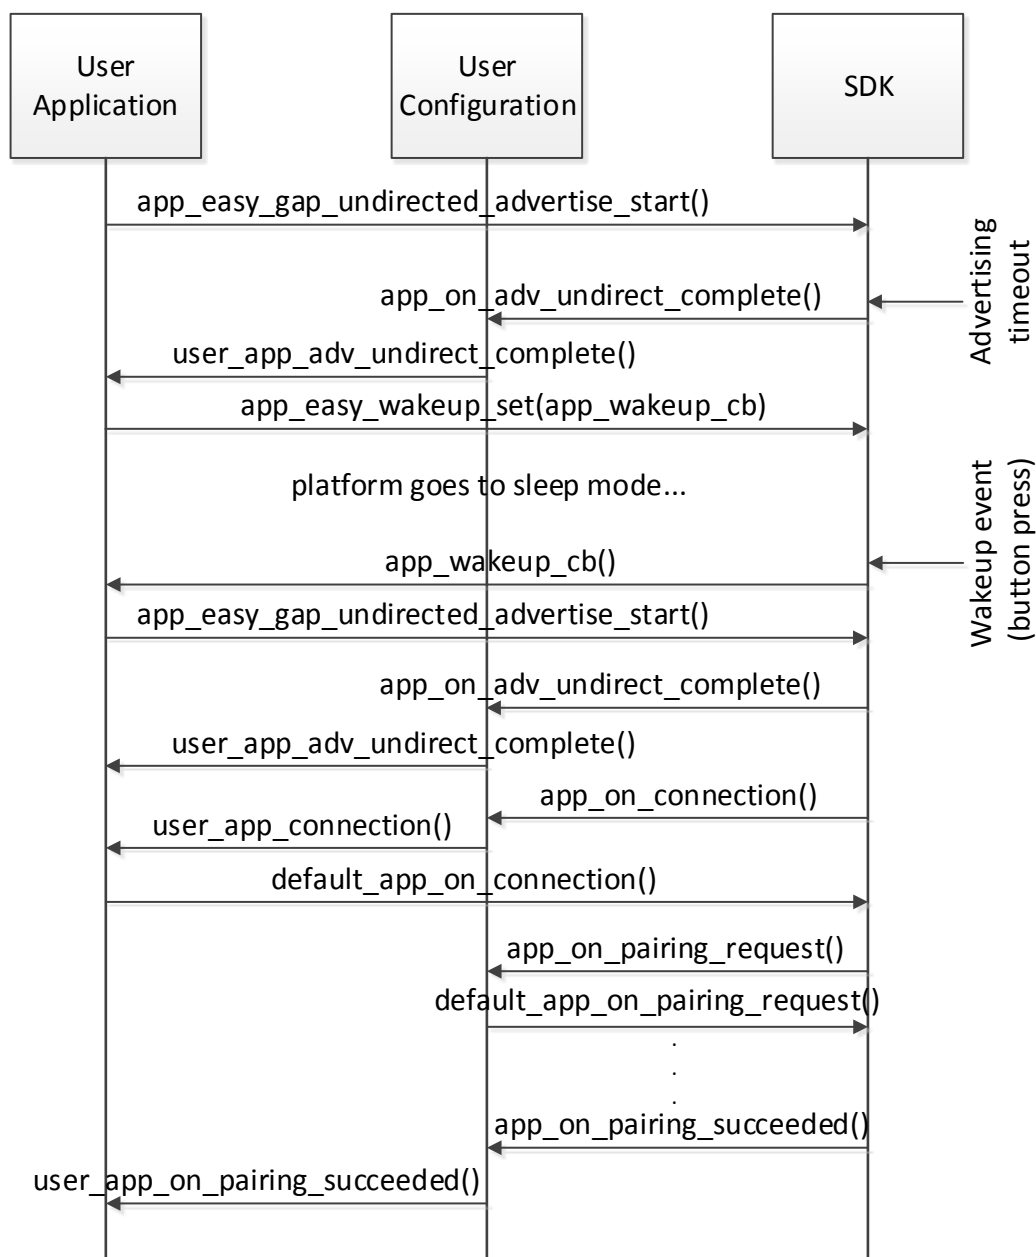 User
Application
User
Configuration
SDK
app_easy_gap_undirected_advertise_start()
Advertising
timeout
app_on_adv_undirect_complete()
user_app_adv_undirect_complete()
app_easy_wakeup_set(app_wakeup_cb)
platform goes to sleep mode...
Wakeup event
(button press)
app_wakeup_cb()
app_easy_gap_undirected_advertise_start()
app_on_adv_undirect_complete()
user_app_adv_undirect_complete()
app_on_connection()
user_app_connection()
default_app_on_connection()
app_on_pairing_request()
default_app_on_pairing_request()
.
.
.
app_on_pairing_succeeded()
user_app_on_pairing_succeeded()